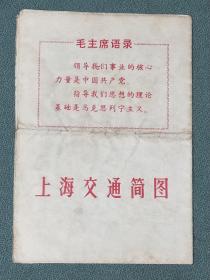 毛主席语录
领导我们事业的核心
力量是中国共产党。
指导我们思想的理论
基础是马克思列宁主义。
上海交通简图